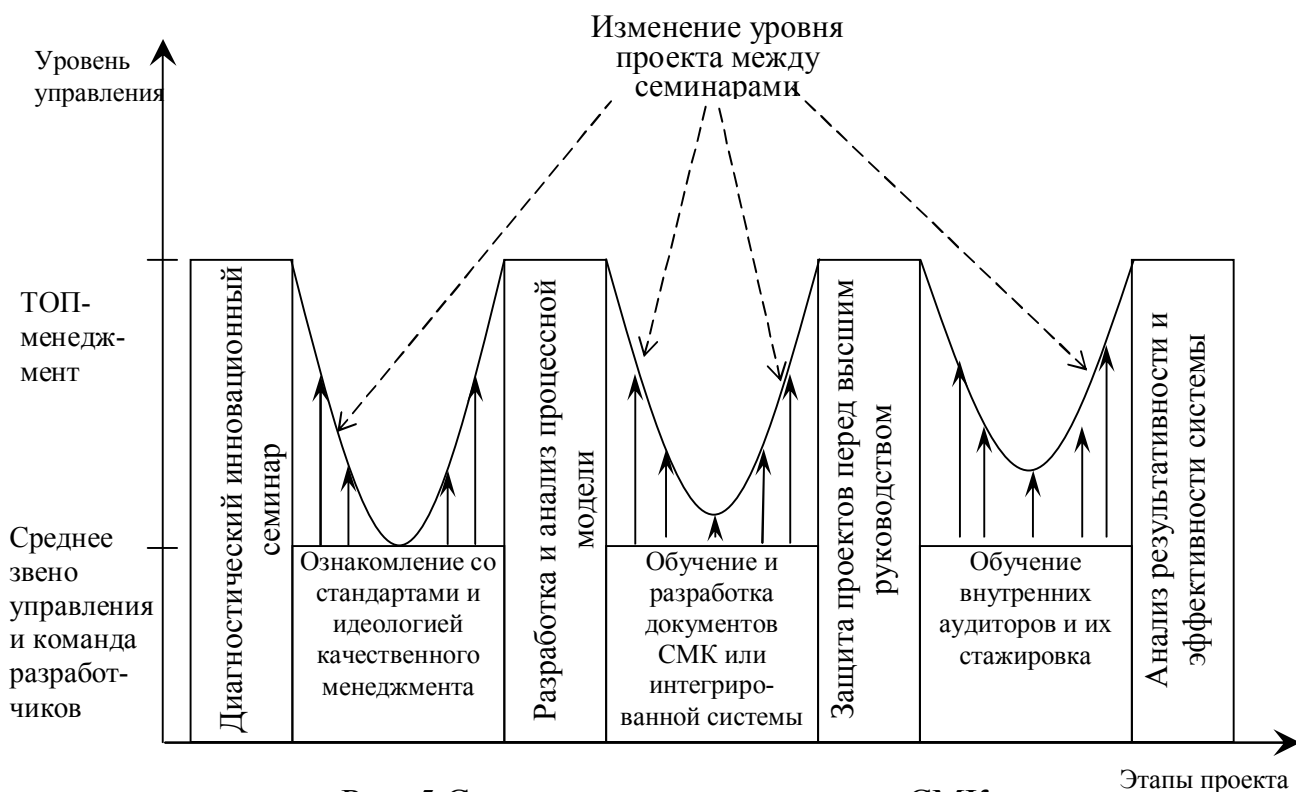 Изменение уровня
проекта между
семинарами
Уровень
управления
ТОП-
менедж-
мент
Среднее
звено
управления
и команда
разработ-
чиков
Диагностический инновационный
семинар
Ознакомление со
стандартами и
идеологией
качественного
менеджмента
Разработка и анализ процессной
модели
Обучение и
разработка
документов
СМК или
интегриро-
ванной системы
Защита проектов перед высшим
руководством
Обучение
внутренних
аудиторов и их
стажировка
Анализ результативности и
эффективности системы
Этапы проекта